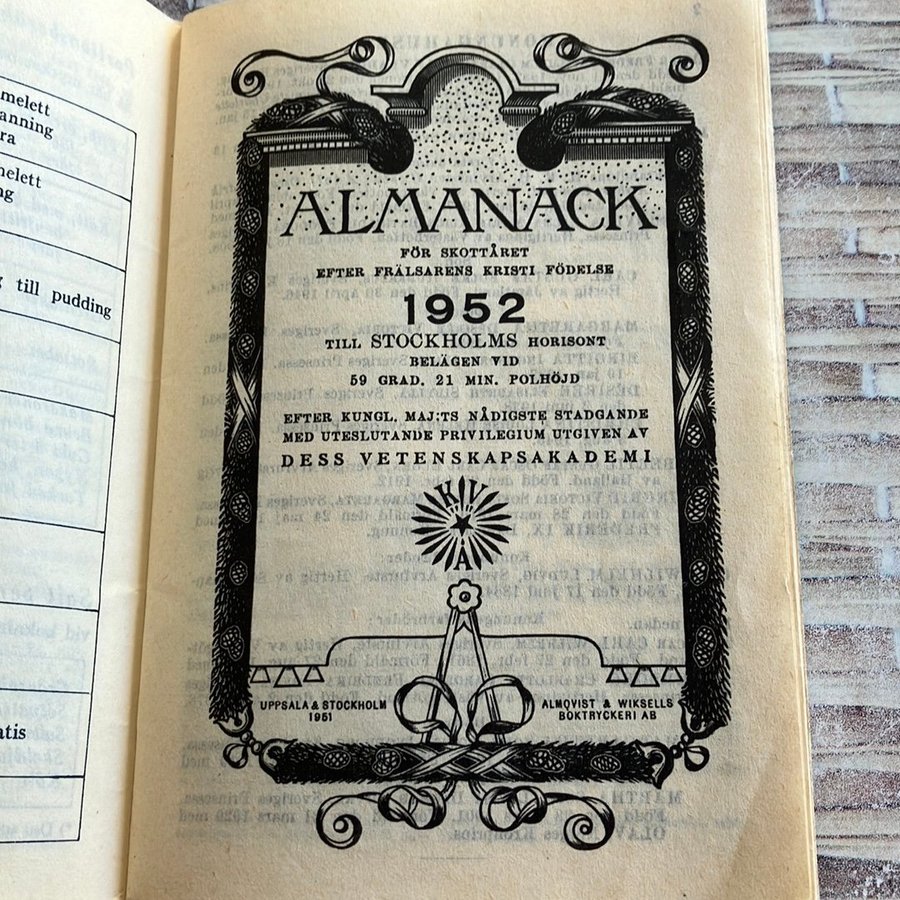 melett
anning
ra
melett
g
g till pudding
atis
ALMANACK
FÖR SKOTTÅRET
EFTER FRÄLSARENS KRISTI FÖDELSE
1952
TILL STOCKHOLMS HORISONT
BELÄGEN VID
59 GRAD. 21 MIN. POLHÖJD
EFTER KUNGL. MAJ:TS NÅDIGSTE STADGANDE
MED UTESLUTANDE PRIVILEGIUM UTGIVEN AV
DESS VETENSKAPSAKADEMI
KVA
UPPSALA & STOCKHOLM
1951
ALMQVIST & WIKSELLS
BOKTRYCKERI AB